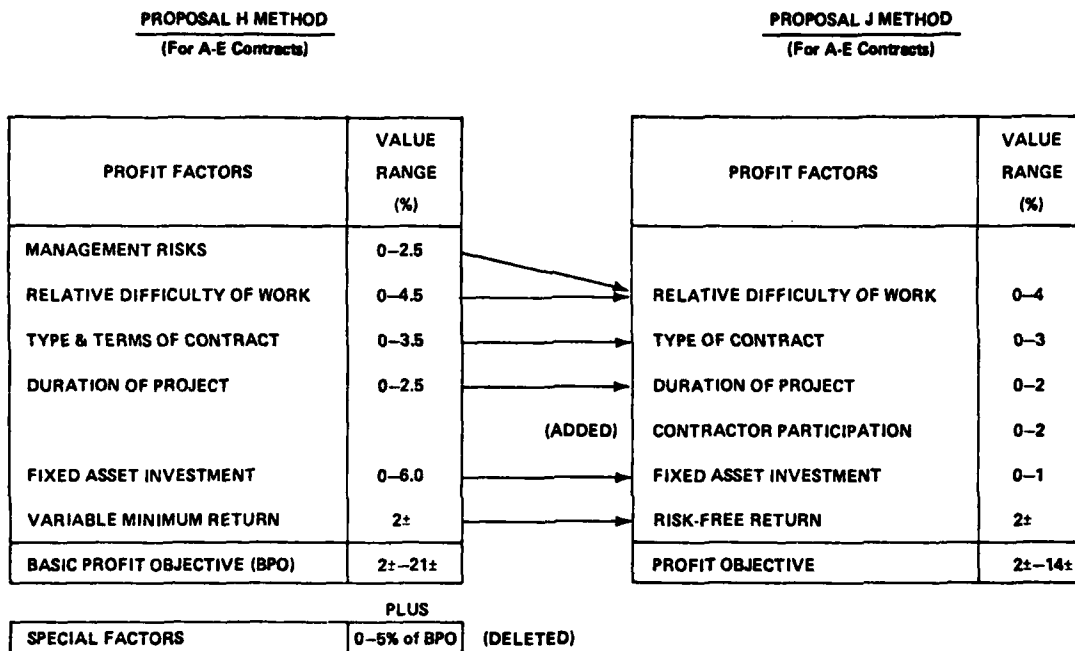 PROPOSAL H METHOD
(For A-E Contracts)
PROPOSAL J METHOD
(For A-E Contracts)
PROFIT FACTORS
VALUE
RANGE
(%)
MANAGEMENT RISKS 0–2.5
RELATIVE DIFFICULTY OF WORK 0–4.5
TYPE & TERMS OF CONTRACT 0–3.5
DURATION OF PROJECT 0–2.5
FIXED ASSET INVESTMENT 0–6.0
VARIABLE MINIMUM RETURN 2±
BASIC PROFIT OBJECTIVE (BPO) 2±–21±
PLUS
SPECIAL FACTORS 0–5% of BPO (DELETED)
PROFIT FACTORS
VALUE
RANGE
(%)
RELATIVE DIFFICULTY OF WORK 0–4
TYPE OF CONTRACT 0–3
DURATION OF PROJECT 0–2
(ADDED) CONTRACTOR PARTICIPATION 0–2
FIXED ASSET INVESTMENT 0–1
RISK-FREE RETURN 2±
PROFIT OBJECTIVE 2±–14±